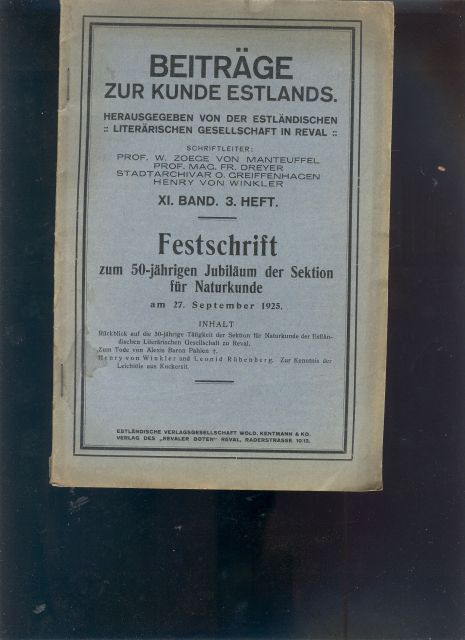 BEITRÄGE
ZUR KUNDE ESTLANDS.
HERAUSGEGEBEN VON DER ESTLÄNDISCHEN
:: LITERÄRISCHEN GESELLSCHAFT IN REVAL ::
SCHRIFTLEITER:
PROF. W. ZOEGE VON MANTEUFFEL
PROF. MAG. FR. DREYER
STADTARCHIVAR O. GREIFFENHAGEN
HENRY VON WINKLER
XI. BAND. 3. HEFT.
Festschrift
zum 50-jährigen Jubiläum der Sektion
für Naturkunde
am 27. September 1925.
INHALT
Rückblick auf die 50-jährige Tätigkeit der Sektion für Naturkunde der Estlän-
dischen Literärischen Gesellschaft zu Reval.
Zum Tode von Alexis Baron Pahlen †.
Henry von Winkler und Leonid Rübenberg. Zur Kenntnis der
Leichtöle aus Kuckersit.
ESTLÄNDISCHE VERLAGSGESELLSCHAFT WOLD. KENTMANN & KO.
VERLAG DES „REVALER BOTEN" REVAL, RADERSTRASSE 10/12.